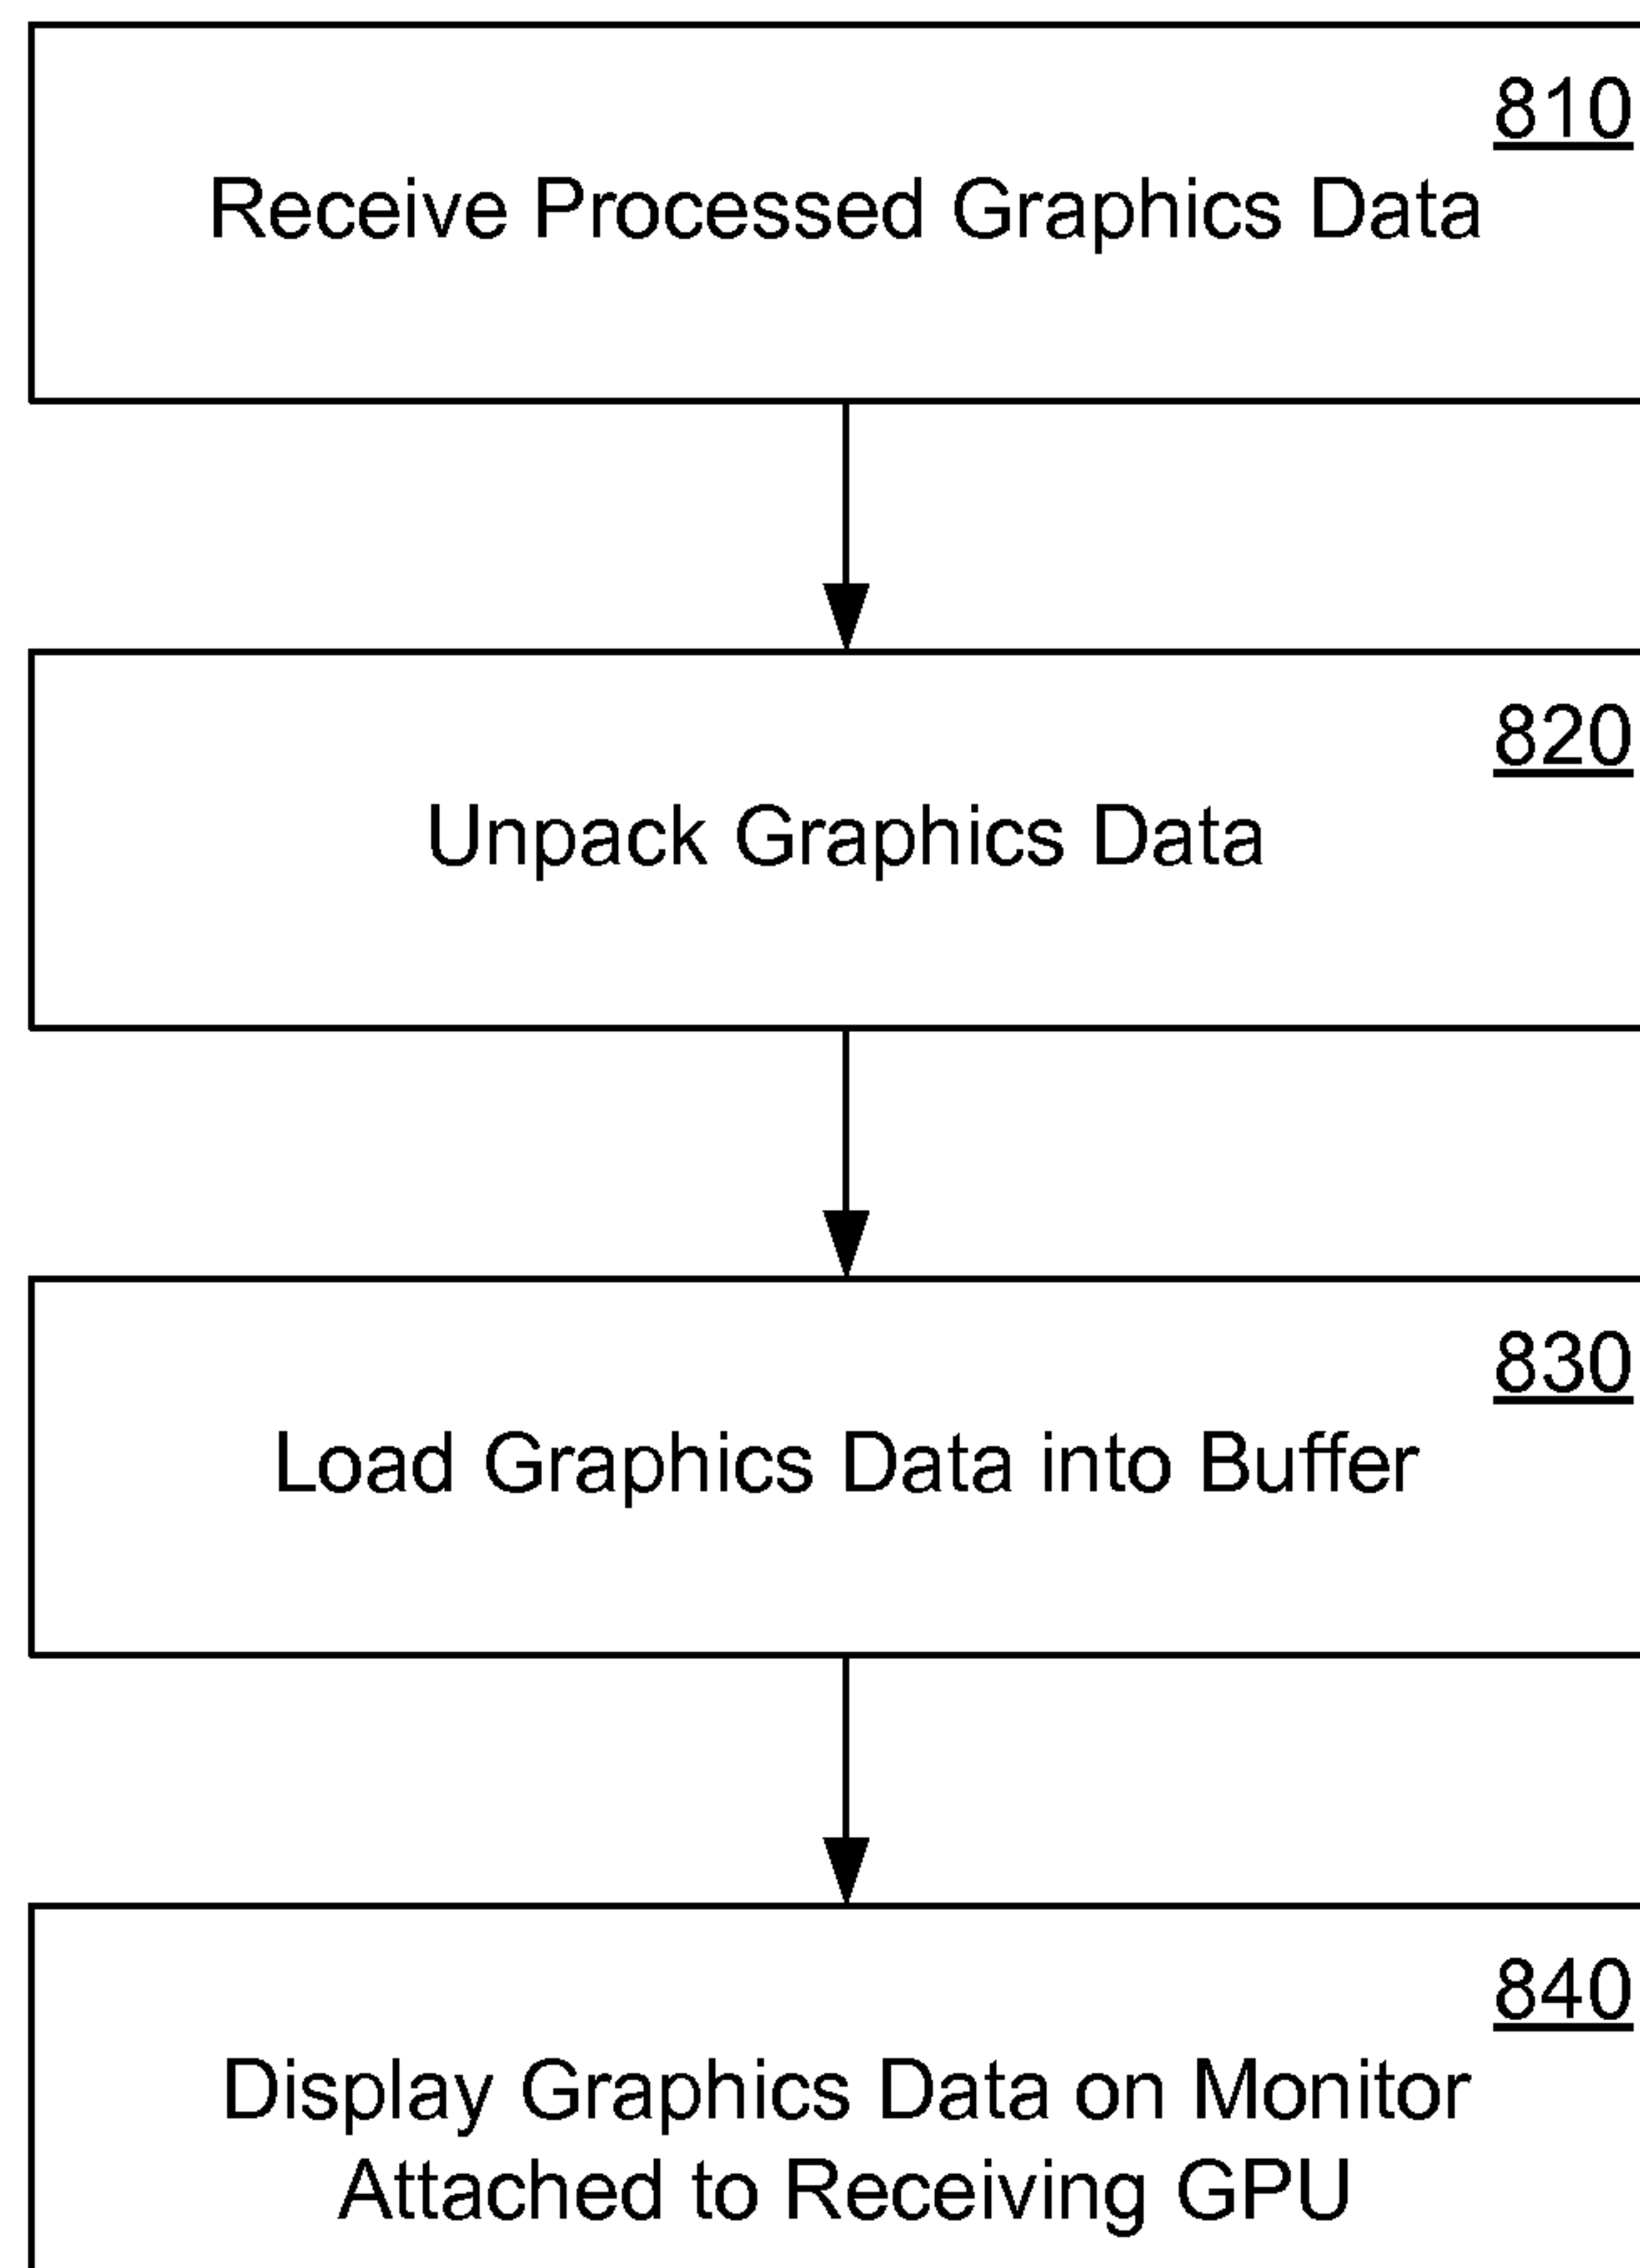 810
Receive Processed Graphics Data
820
Unpack Graphics Data
830
Load Graphics Data into Buffer
840
Display Graphics Data on Monitor
Attached to Receiving GPU